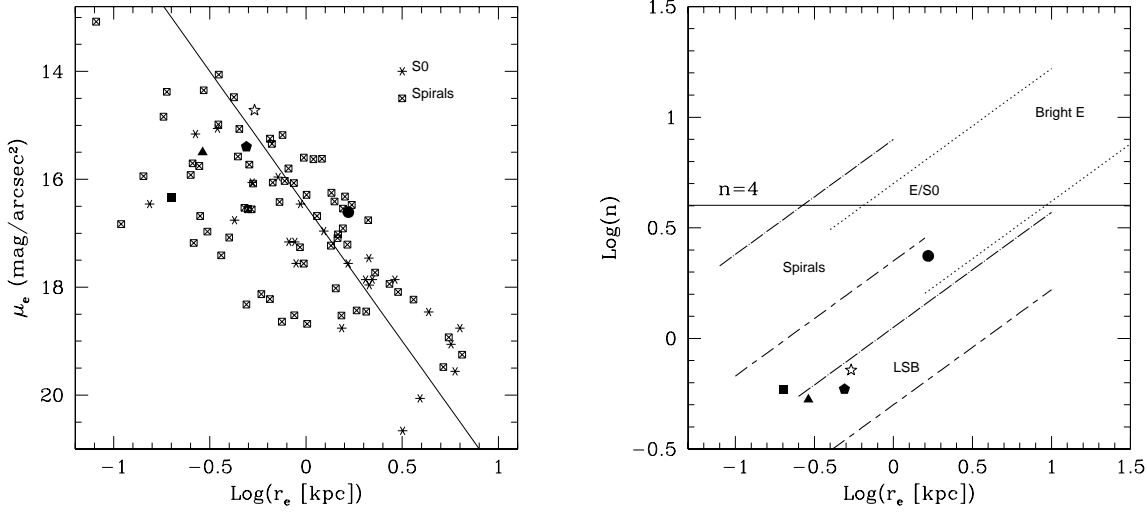 14
16
18
20
μe (mag/arcsec²)
S0
Spirals
−1
−0.5
0
0.5
1
Log(re [kpc])
1.5
1
0.5
0
−0.5
Log(n)
Bright E
n=4
E/S0
Spirals
LSB
−1
−0.5
0
0.5
1
1.5
Log(re [kpc])